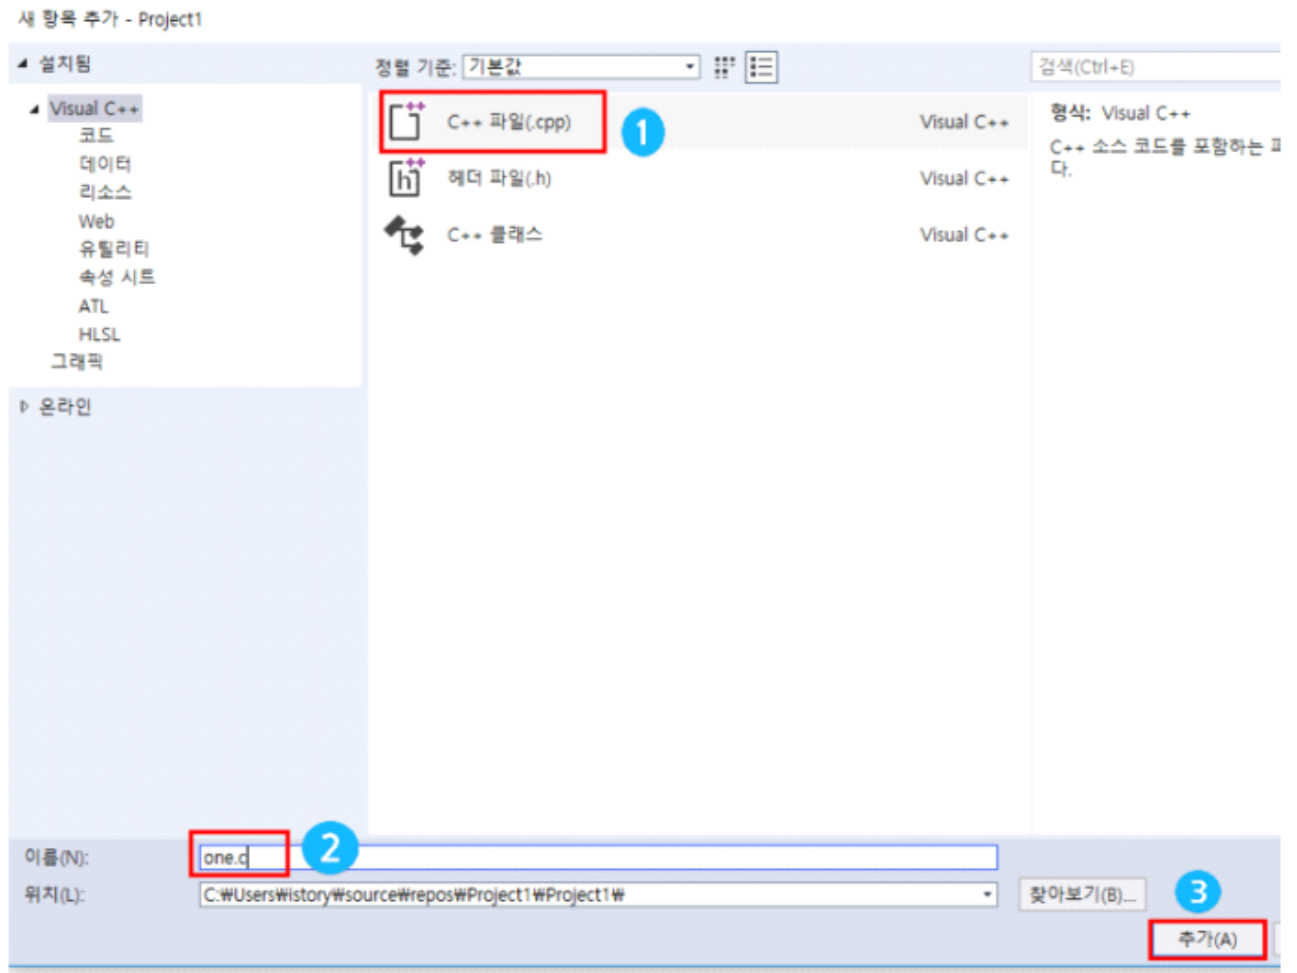 새 항목 추가 - Project1
설치됨
정렬 기준: 기본값
검색(Ctrl+E)
Visual C++
코드
데이터
리소스
Web
유틸리티
속성 시트
ATL
HLSL
그래픽
온라인
C++ 파일(.cpp) Visual C++
1
헤더 파일(.h) Visual C++
C++ 클래스 Visual C++
형식: Visual C++
C++ 소스 코드를 포함하는
다.
이름(N): one.c
2
위치(L): C:₩Users₩istory₩source₩repos₩Project1₩Project1₩
찾아보기(B)...
3
추가(A)